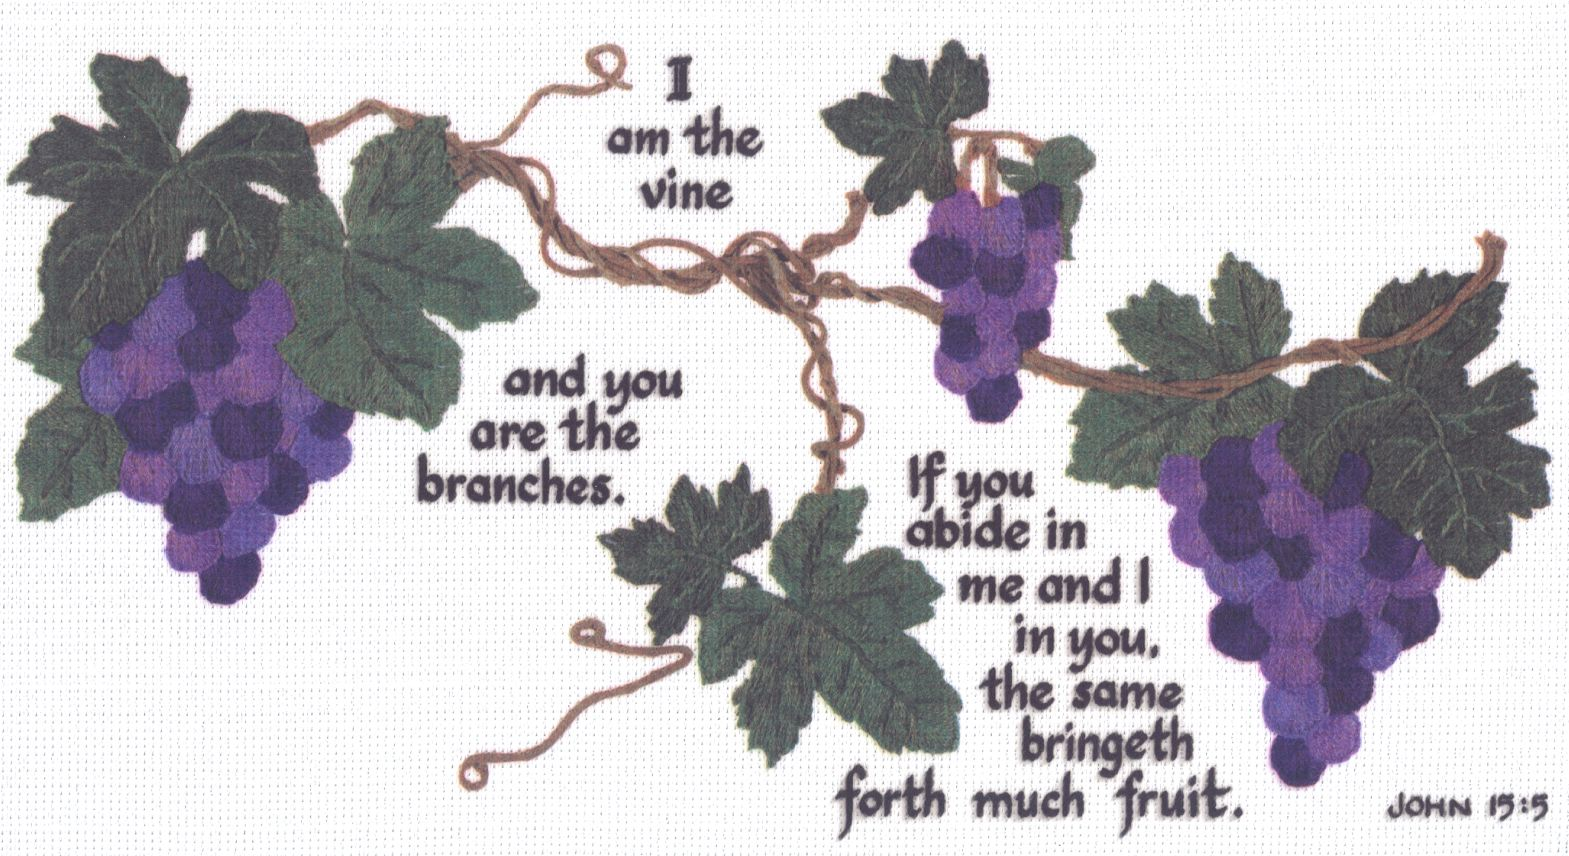 I
am the
vine
and you
are the
branches.
If you
abide in
me and I
in you,
the same
bringeth
forth much fruit.
JOHN 15:5